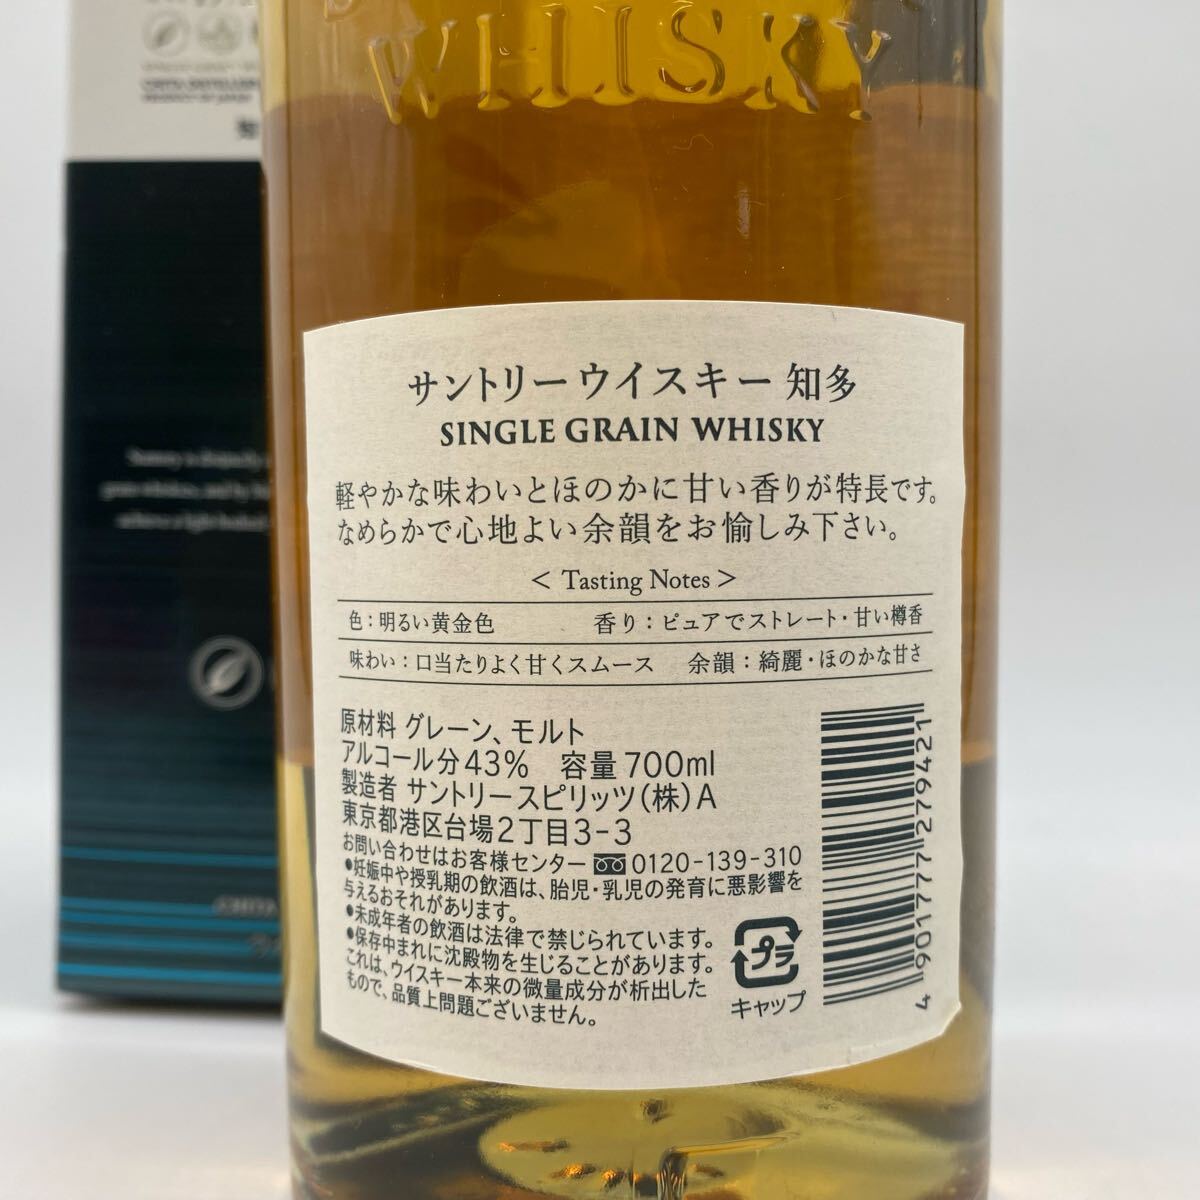 WHISKY
サントリーウイスキー 知多
SINGLE GRAIN WHISKY
軽やかな味わいとほのかに甘い香りが特長です。
なめらかで心地よい余韻をお愉しみ下さい。
< Tasting Notes >
色：明るい黄金色 香り：ピュアでストレート・甘い樽香
味わい：口当たりよく甘くスムース 余韻：綺麗・ほのかな甘さ
原材料 グレーン、モルト
アルコール分43% 容量700ml
製造者 サントリースピリッツ(株)A
東京都港区台場2丁目3-3
お問い合わせはお客様センター 0120-139-310
●妊娠中や授乳期の飲酒は、胎児・乳児の発育に悪影響を
与えるおそれがあります。
●未成年者の飲酒は法律で禁じられています。
●保存中まれに沈殿物を生じることがあります。
これは、ウイスキー本来の微量成分が析出した
もので、品質上問題ございません。
プラ
キャップ
4 901777 279421